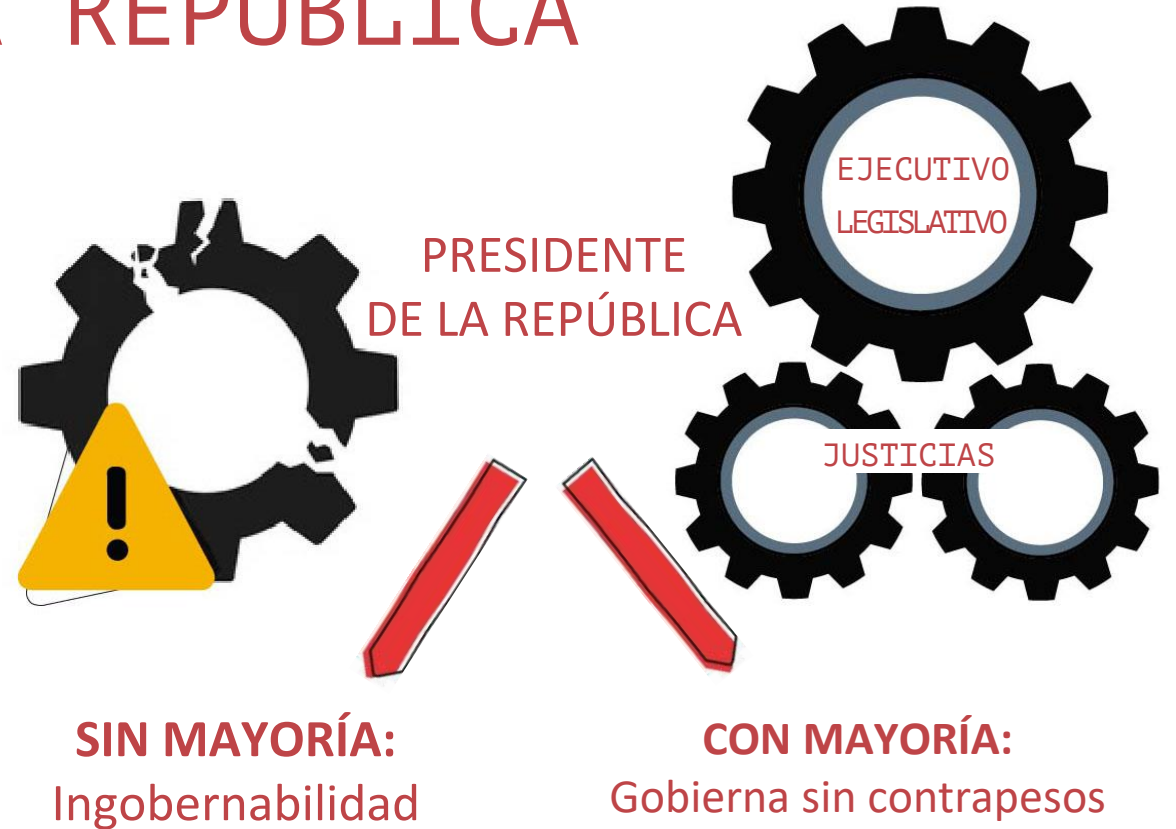 REPÚBLICA
EJECUTIVO
LEGISLATIVO
PRESIDENTE
DE LA REPÚBLICA
JUSTICIAS
SIN MAYORÍA:
Ingobernabilidad
CON MAYORÍA:
Gobierna sin contrapesos